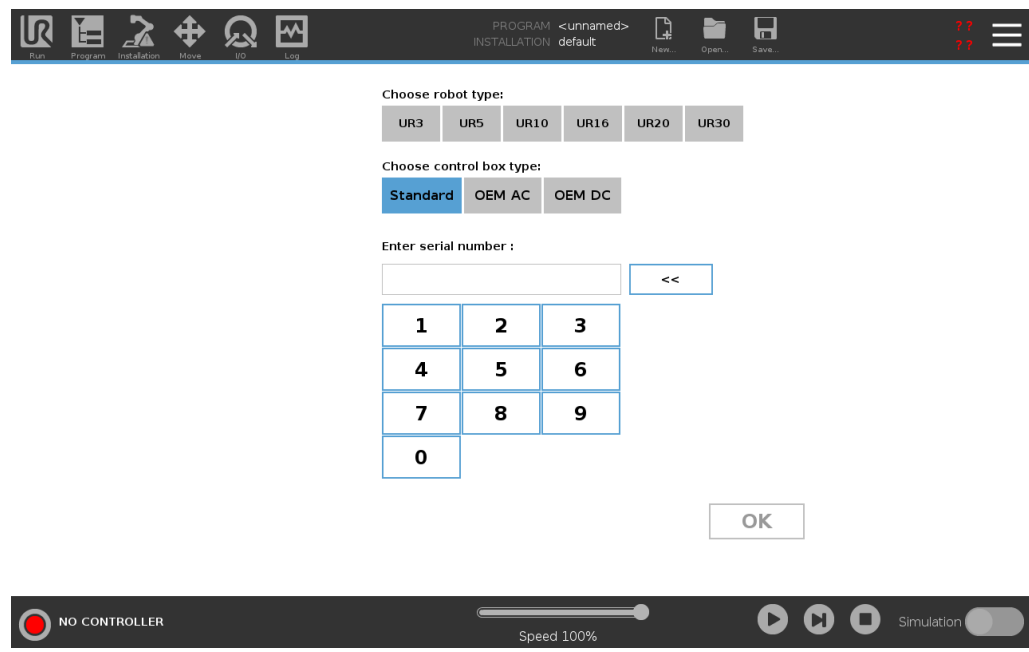 UR
PROGRAM <unnamed>
INSTALLATION default
Run Program Installation Move I/O Log New... Open... Save...
? ?
? ?
Choose robot type:
UR3 UR5 UR10 UR16 UR20 UR30
Choose control box type:
Standard OEM AC OEM DC
Enter serial number :
<<
1 2 3
4 5 6
7 8 9
0
OK
NO CONTROLLER
Speed 100%
Simulation